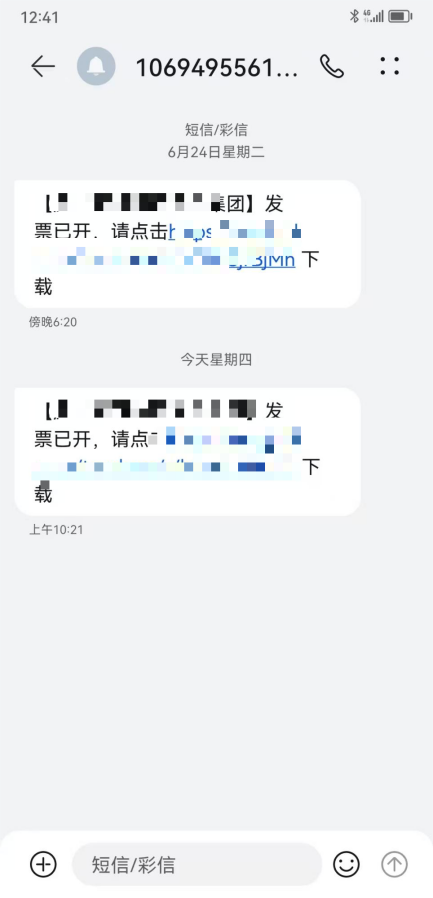 12:41
1069495561...
短信/彩信
6月24日星期二
【 集团】发
票已开，请点击
下
载
傍晚6:20
今天星期四
【 】发
票已开，请点
下
载
上午10:21
短信/彩信